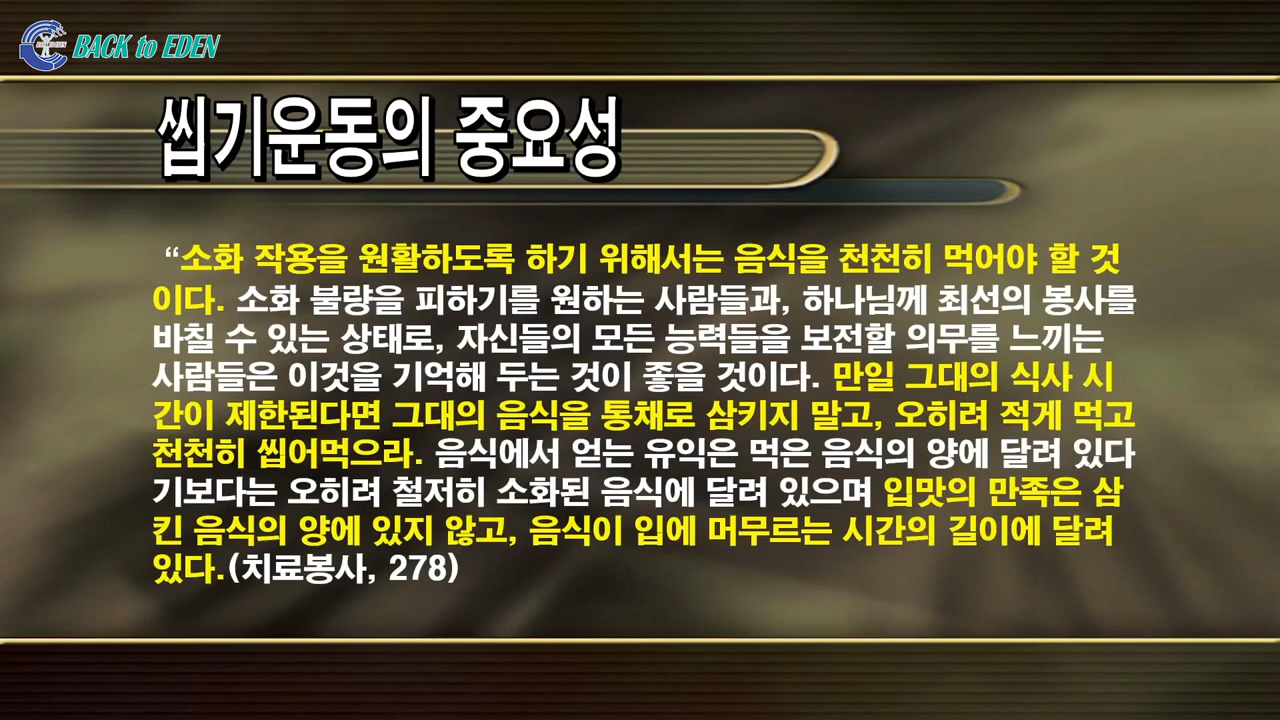 BACK to EDEN
씹기운동의 중요성
“소화 작용을 원활하도록 하기 위해서는 음식을 천천히 먹어야 할 것
이다. 소화 불량을 피하기를 원하는 사람들과, 하나님께 최선의 봉사를
바칠 수 있는 상태로, 자신들의 모든 능력들을 보전할 의무를 느끼는
사람들은 이것을 기억해 두는 것이 좋을 것이다. 만일 그대의 식사 시
간이 제한된다면 그대의 음식을 통채로 삼키지 말고, 오히려 적게 먹고
천천히 씹어먹으라. 음식에서 얻는 유익은 먹은 음식의 양에 달려 있다
기보다는 오히려 철저히 소화된 음식에 달려 있으며 입맛의 만족은 삼
킨 음식의 양에 있지 않고, 음식이 입에 머무르는 시간의 길이에 달려
있다.(치료봉사, 278)